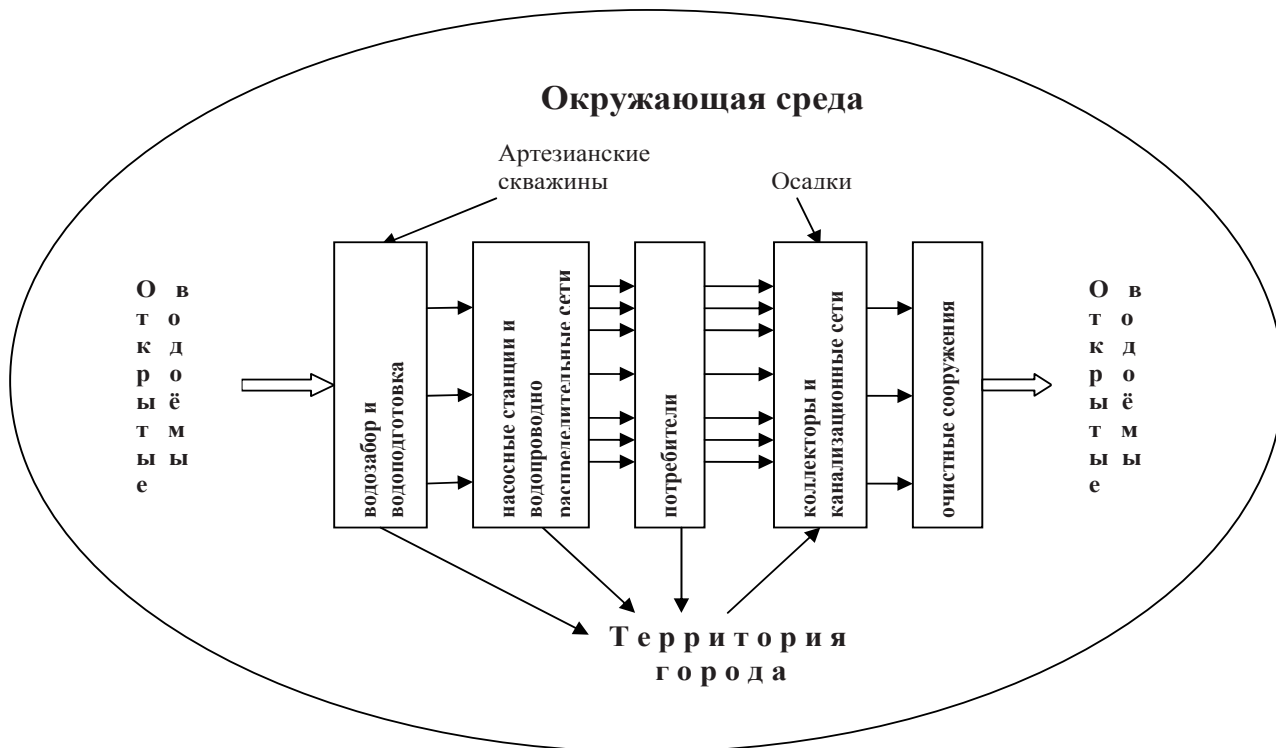 Окружающая среда
Артезианские
скважины
Осадки
Открытые
водоёмы
водозабор и
водоподготовка
насосные станции и
водопроводно
распределительные сети
потребители
коллекторы и
канализационные сети
очистные сооружения
Открытые
водоёмы
Территория
города